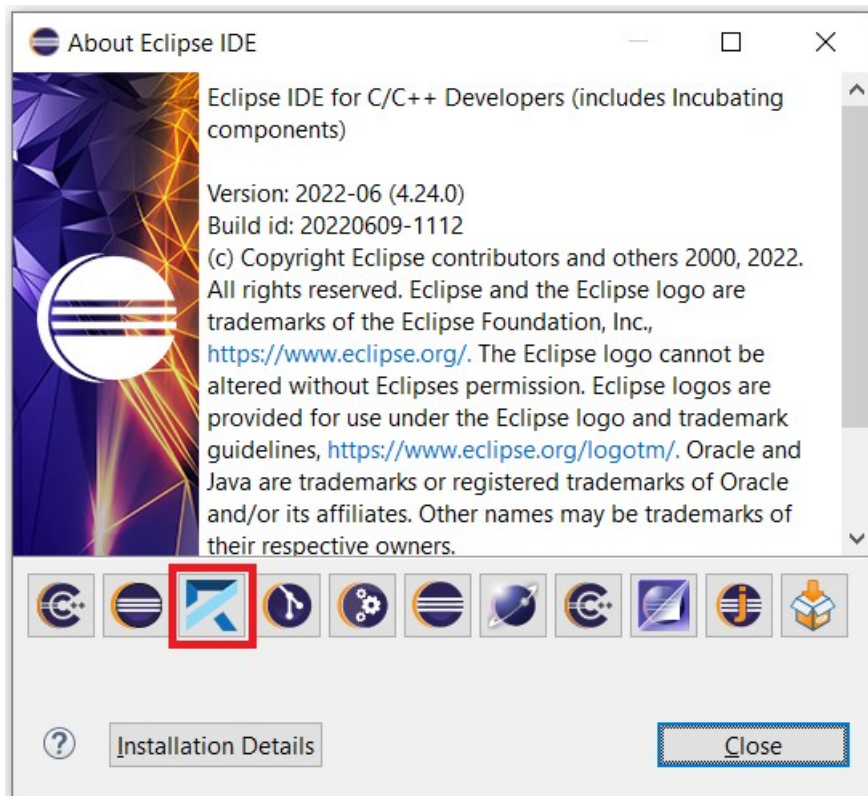 About Eclipse IDE
Eclipse IDE for C/C++ Developers (includes Incubating
components)
Version: 2022-06 (4.24.0)
Build id: 20220609-1112
(c) Copyright Eclipse contributors and others 2000, 2022.
All rights reserved. Eclipse and the Eclipse logo are
trademarks of the Eclipse Foundation, Inc.,
https://www.eclipse.org/. The Eclipse logo cannot be
altered without Eclipses permission. Eclipse logos are
provided for use under the Eclipse logo and trademark
guidelines, https://www.eclipse.org/logotm/. Oracle and
Java are trademarks or registered trademarks of Oracle
and/or its affiliates. Other names may be trademarks of
their respective owners.
C++ C++ j
? Installation Details Close